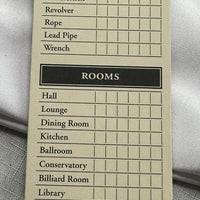 Revolver
Rope
Lead Pipe
Wrench
ROOMS
Hall
Lounge
Dining Room
Kitchen
Ballroom
Conservatory
Billiard Room
Library